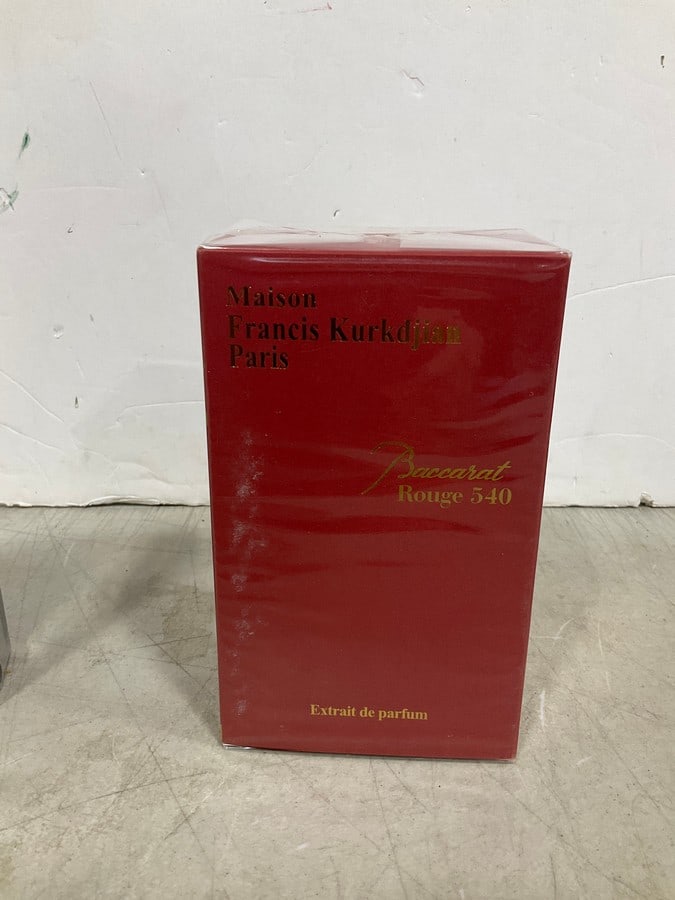 Maison
Francis Kurkdjian
Paris
Baccarat
Rouge 540
Extrait de parfum